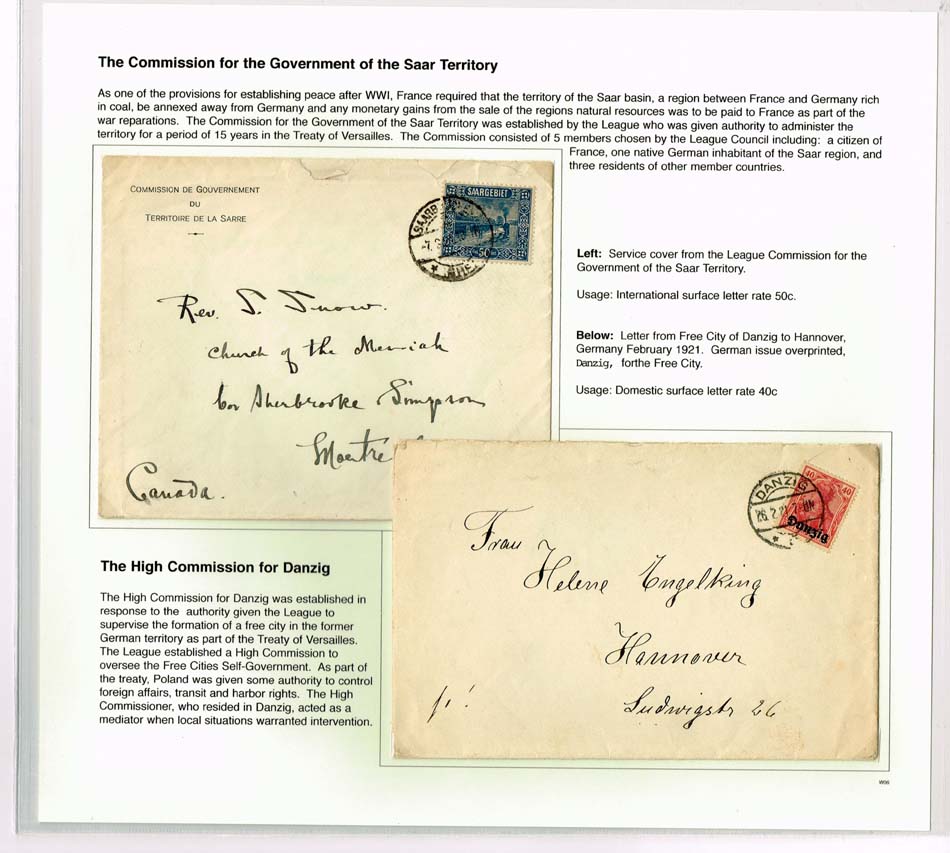 The Commission for the Government of the Saar Territory
As one of the provisions for establishing peace after WWI, France required that the territory of the Saar basin, a region between France and Germany rich
in coal, be annexed away from Germany and any monetary gains from the sale of the regions natural resources was to be paid to France as part of the
war reparations. The Commission for the Government of the Saar Territory was established by the League who was given authority to administer the
territory for a period of 15 years in the Treaty of Versailles. The Commission consisted of 5 members chosen by the League Council including: a citizen of
France, one native German inhabitant of the Saar region, and
three residents of other member countries.
COMMISSION DE GOUVERNEMENT
DU
TERRITOIRE DE LA SARRE
SAARGEBIET
50
Rev. S. Snow.
Church of the Messiah
Cor Sherbrooke Simpson
Montre
Canada.
Left: Service cover from the League Commission for the
Government of the Saar Territory.
Usage: International surface letter rate 50c.
Below: Letter from Free City of Danzig to Hannover,
Germany February 1921. German issue overprinted,
Danzig, forthe Free City.
Usage: Domestic surface letter rate 40c
DANZIG
40 40
Danzig
Frau
Helene Engelking
Hannover
Ludwigstr 26
The High Commission for Danzig
The High Commission for Danzig was established in
response to the authority given the League to
supervise the formation of a free city in the former
German territory as part of the Treaty of Versailles.
The League established a High Commission to
oversee the Free Cities Self-Government. As part of
the treaty, Poland was given some authority to control
foreign affairs, transit and harbor rights. The High
Commissioner, who resided in Danzig, acted as a
mediator when local situations warranted intervention.
W06